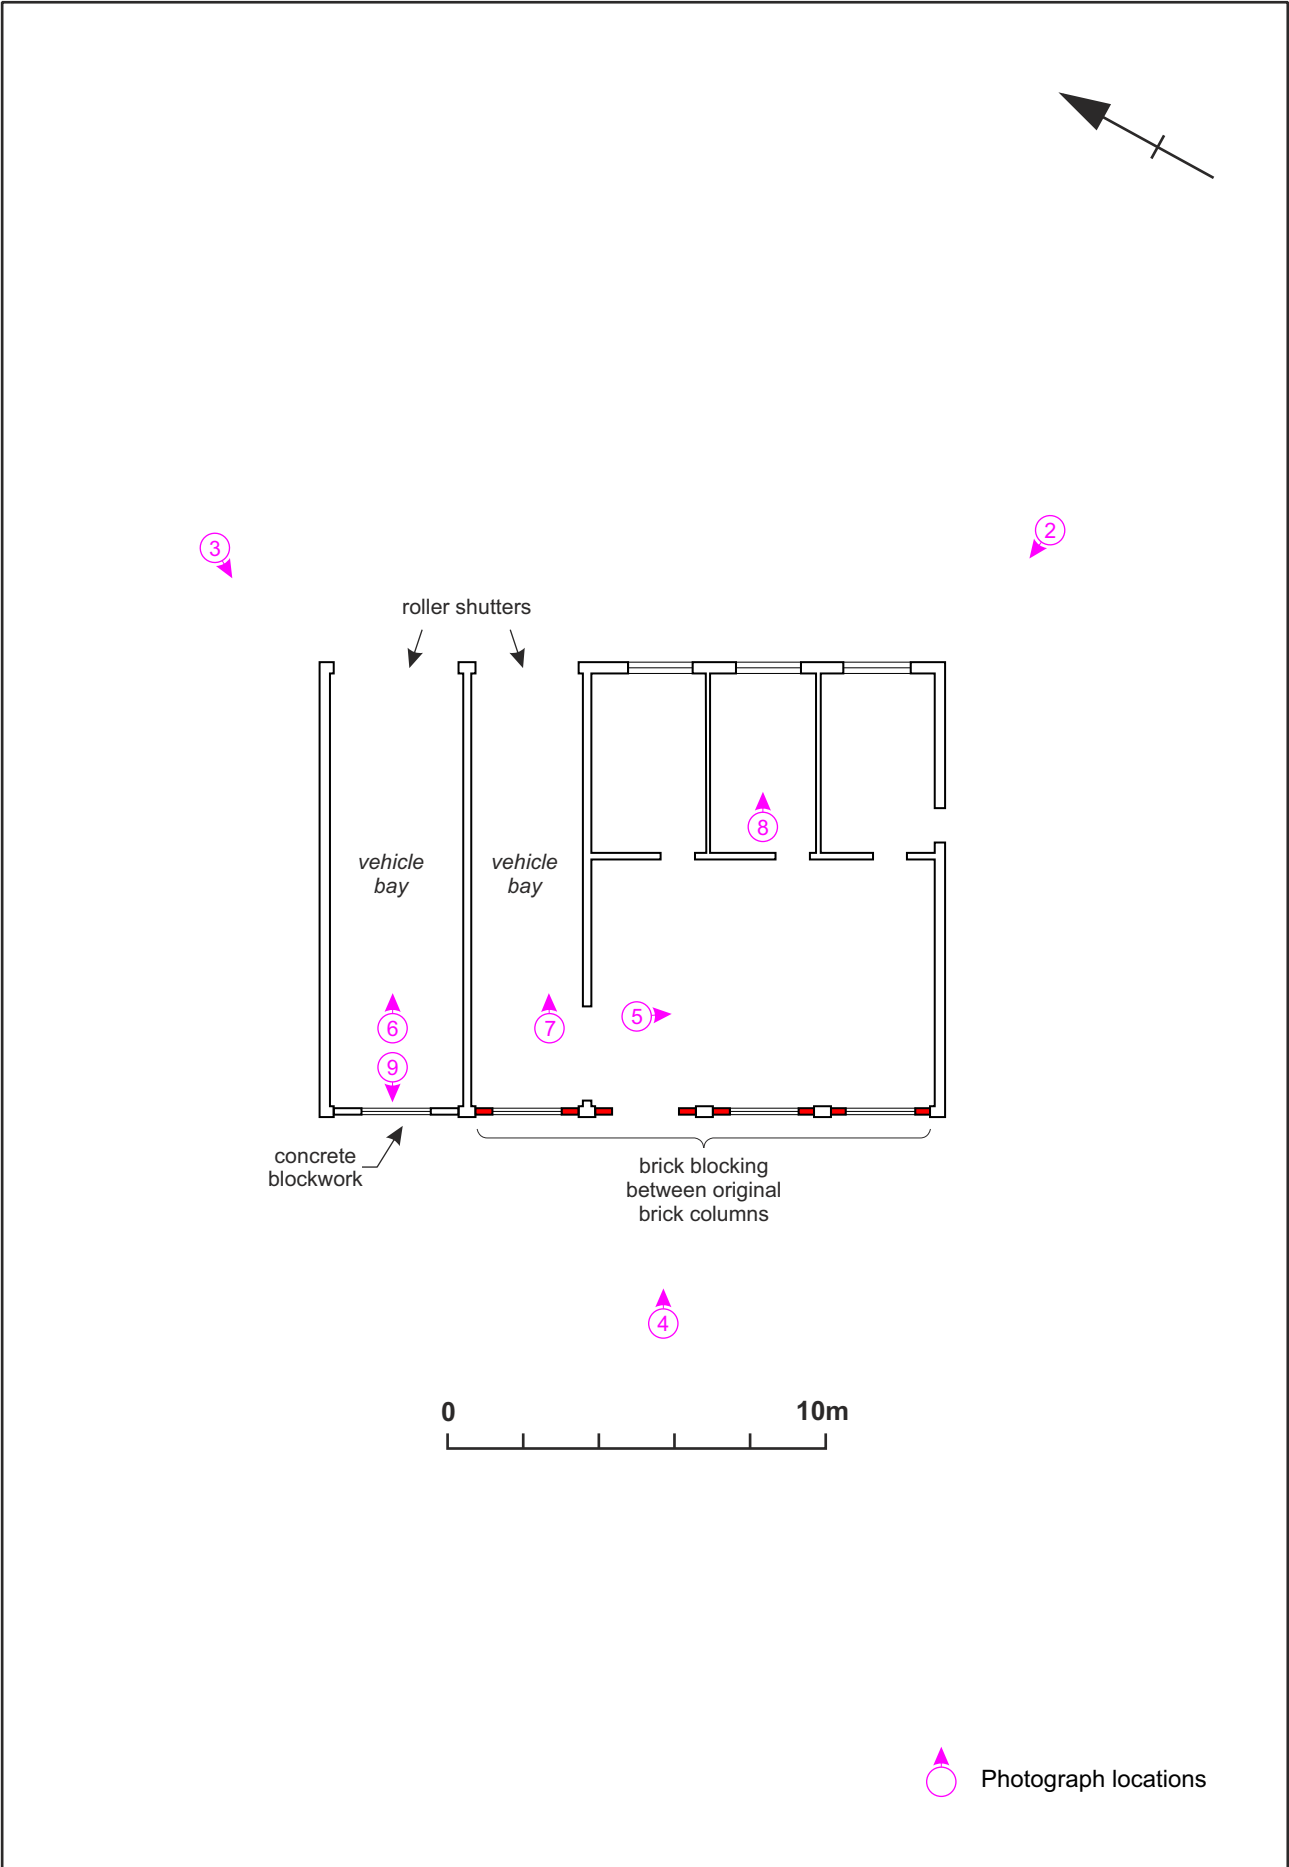 3
2
roller shutters
8
vehicle
bay
vehicle
bay
6
7
5
9
concrete
blockwork
brick blocking
between original
brick columns
4
0
10m
Photograph locations